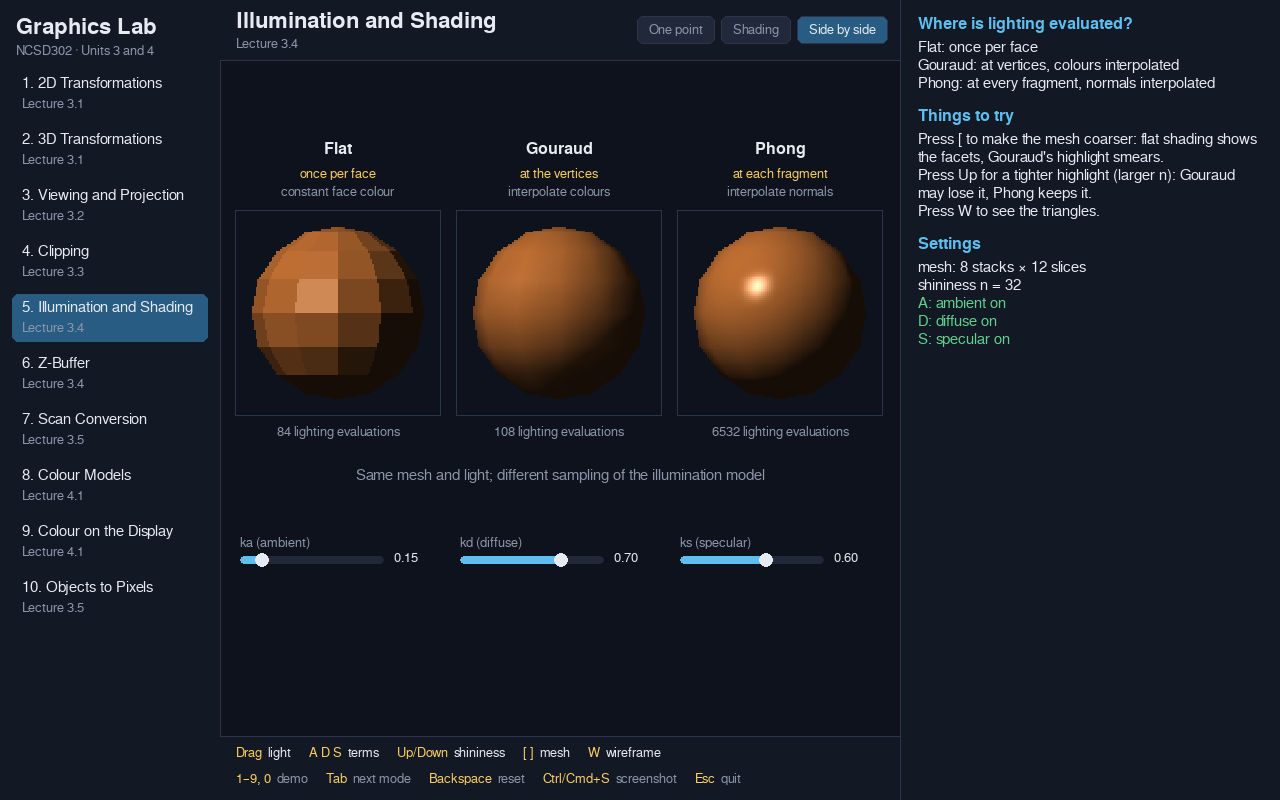 Graphics Lab
NCSD302 · Units 3 and 4
1. 2D Transformations
Lecture 3.1
2. 3D Transformations
Lecture 3.1
3. Viewing and Projection
Lecture 3.2
4. Clipping
Lecture 3.3
5. Illumination and Shading
Lecture 3.4
6. Z-Buffer
Lecture 3.4
7. Scan Conversion
Lecture 3.5
8. Colour Models
Lecture 4.1
9. Colour on the Display
Lecture 4.1
10. Objects to Pixels
Lecture 3.5
Illumination and Shading
Lecture 3.4
One point Shading Side by side
Flat Gouraud Phong
once per face at the vertices at each fragment
constant face colour interpolate colours interpolate normals
84 lighting evaluations 108 lighting evaluations 6532 lighting evaluations
Same mesh and light; different sampling of the illumination model
ka (ambient) kd (diffuse) ks (specular)
0.15 0.70 0.60
Drag light A D S terms Up/Down shininess [ ] mesh W wireframe
1–9, 0 demo Tab next mode Backspace reset Ctrl/Cmd+S screenshot Esc quit
Where is lighting evaluated?
Flat: once per face
Gouraud: at vertices, colours interpolated
Phong: at every fragment, normals interpolated
Things to try
Press [ to make the mesh coarser: flat shading shows
the facets, Gouraud's highlight smears.
Press Up for a tighter highlight (larger n): Gouraud
may lose it, Phong keeps it.
Press W to see the triangles.
Settings
mesh: 8 stacks × 12 slices
shininess n = 32
A: ambient on
D: diffuse on
S: specular on